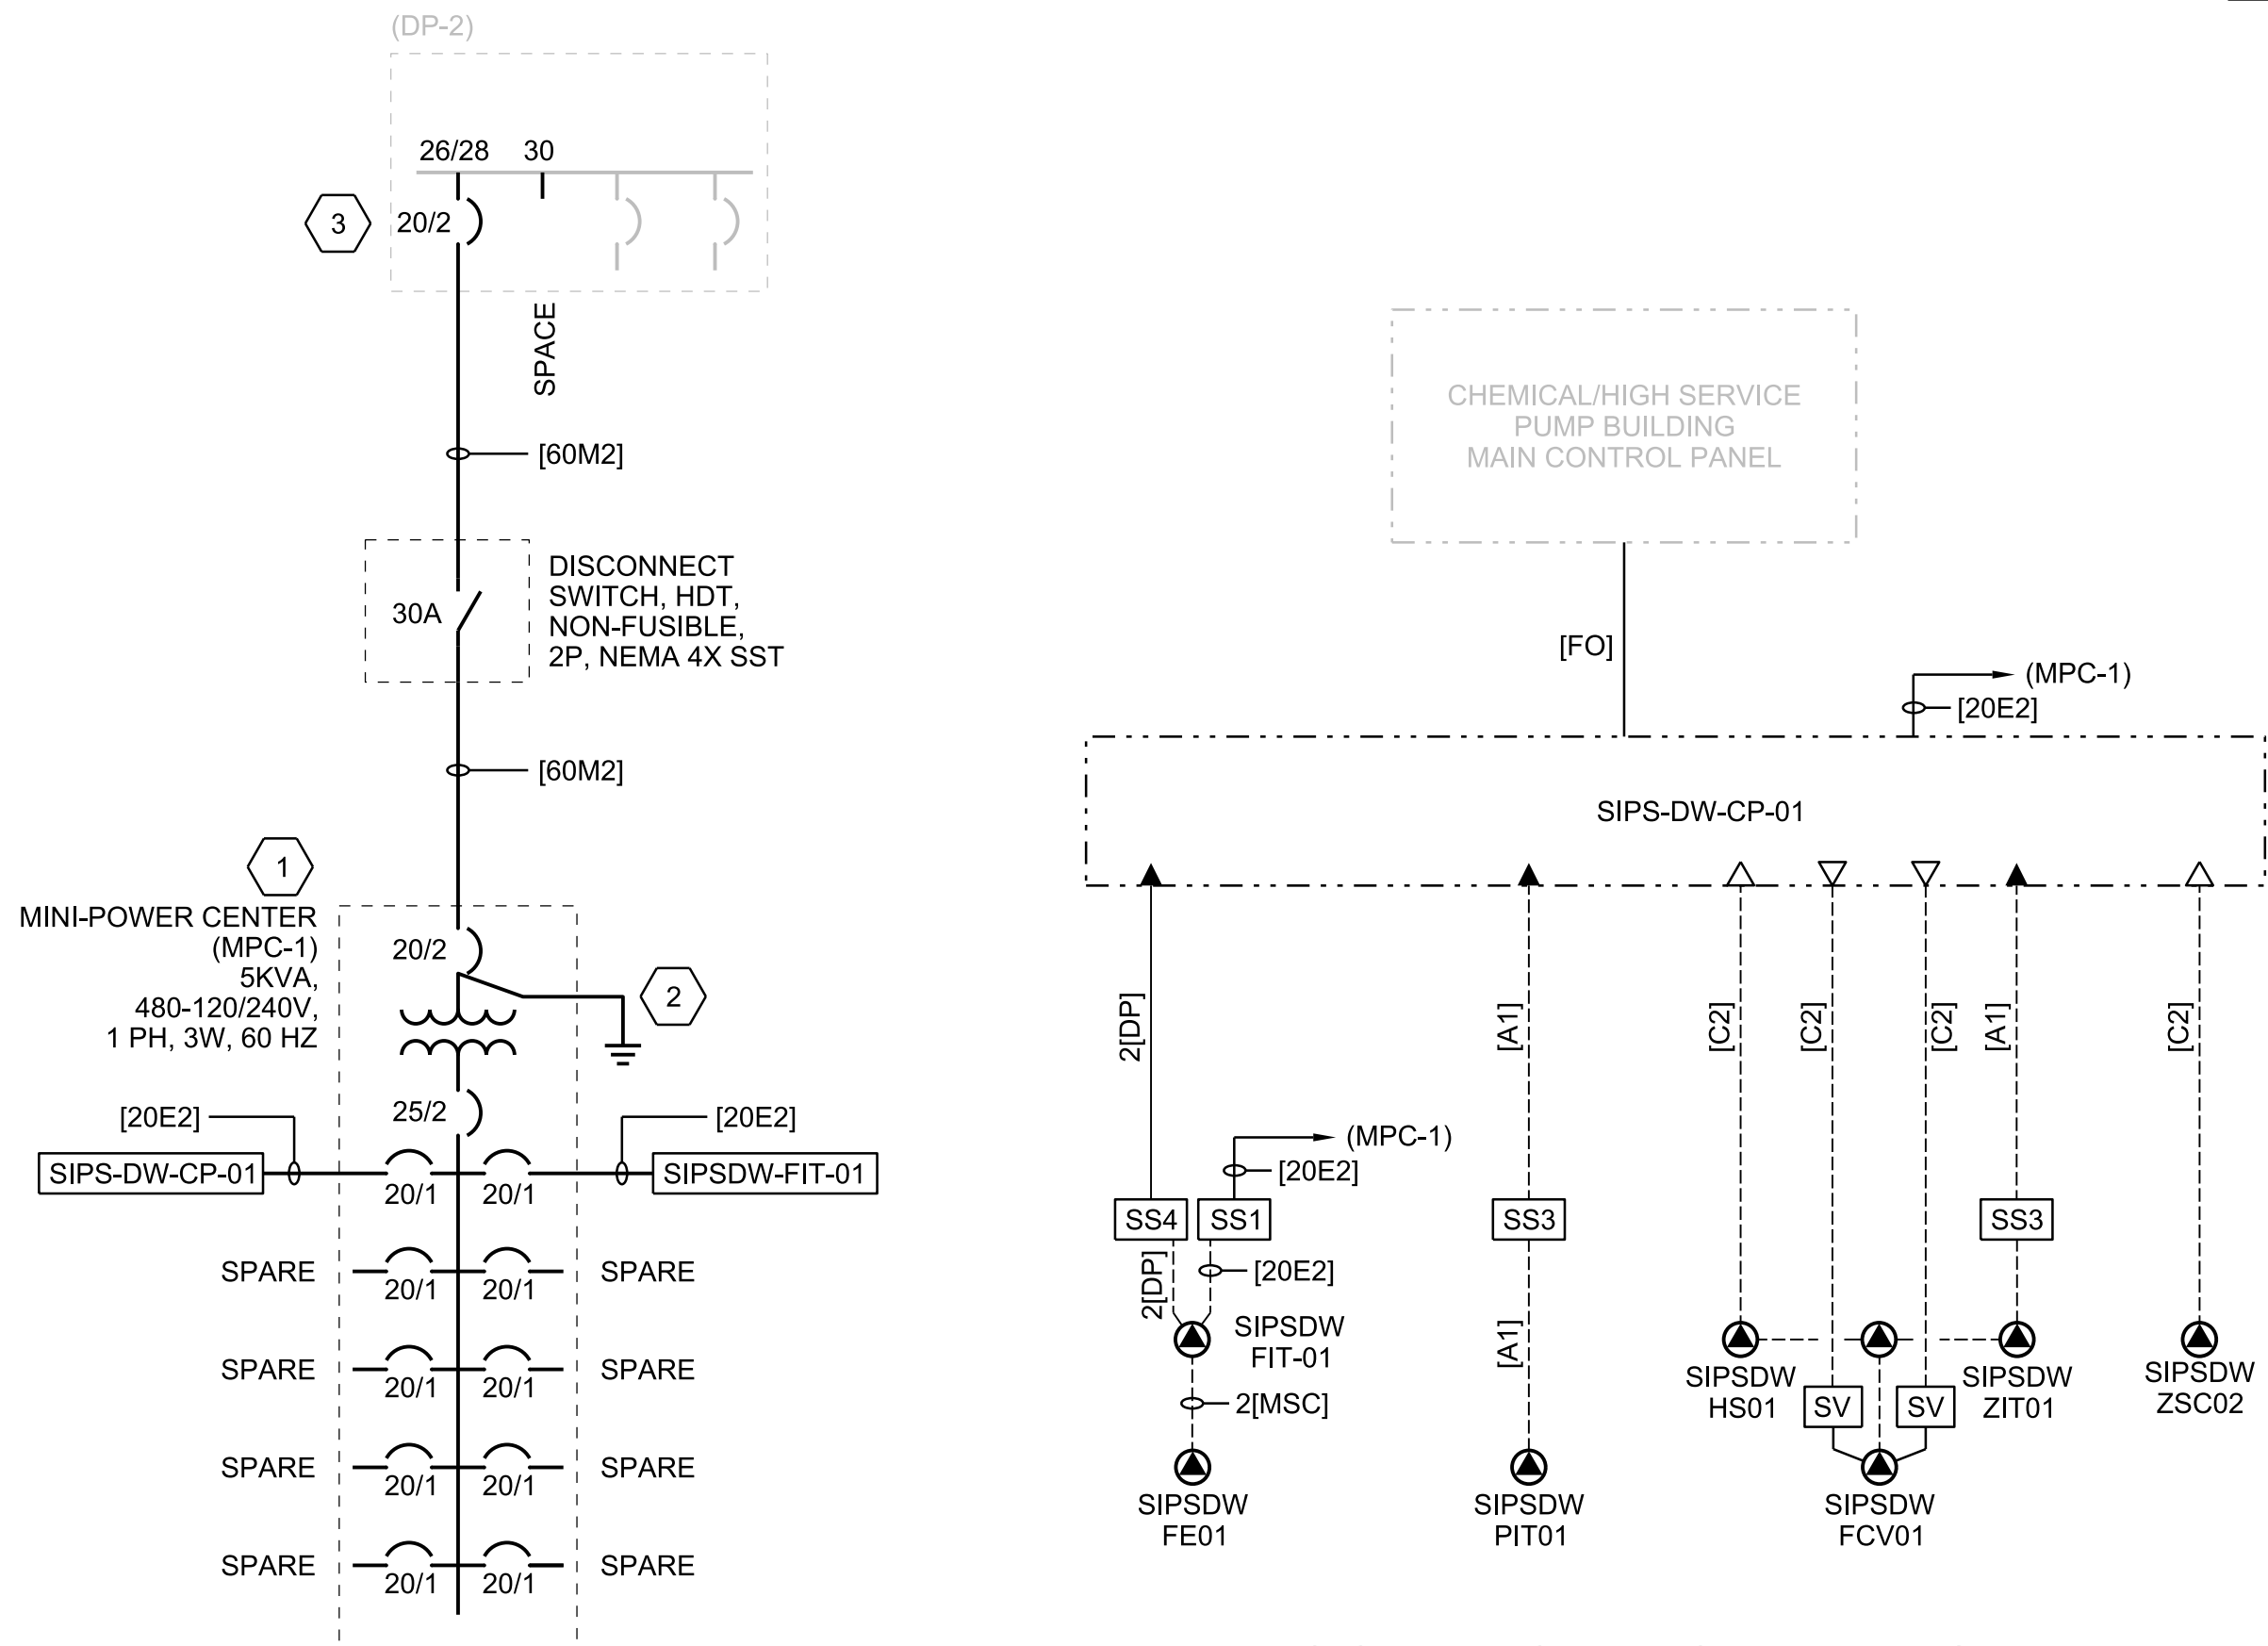 (DP-2)
26/28
30
3
20/2
SPACE
[60M2]
30A
DISCONNECT
SWITCH, HDT,
NON-FUSIBLE,
2P, NEMA 4X SST
[60M2]
1
MINI-POWER CENTER
(MPC-1)
5KVA,
480-120/240V,
1 PH, 3W, 60 HZ
20/2
2
25/2
[20E2]
[20E2]
SIPS-DW-CP-01
20/1
20/1
SIPSDW-FIT-01
SPARE
20/1
20/1
SPARE
SPARE
20/1
20/1
SPARE
SPARE
20/1
20/1
SPARE
SPARE
20/1
20/1
SPARE
CHEMICAL/HIGH SERVICE
PUMP BUILDING
MAIN CONTROL PANEL
[FO]
(MPC-1)
[20E2]
SIPS-DW-CP-01
2[DP]
[A1]
[C2]
[C2]
[C2]
[A1]
[C2]
(MPC-1)
[20E2]
SS4
SS1
SS3
SS3
2[DP]
[20E2]
[A1]
SIPSDW
FIT-01
2[MSC]
SIPSDW
HS01
SV
SV
SIPSDW
ZIT01
SIPSDW
ZSC02
SIPSDW
FE01
SIPSDW
PIT01
SIPSDW
FCV01